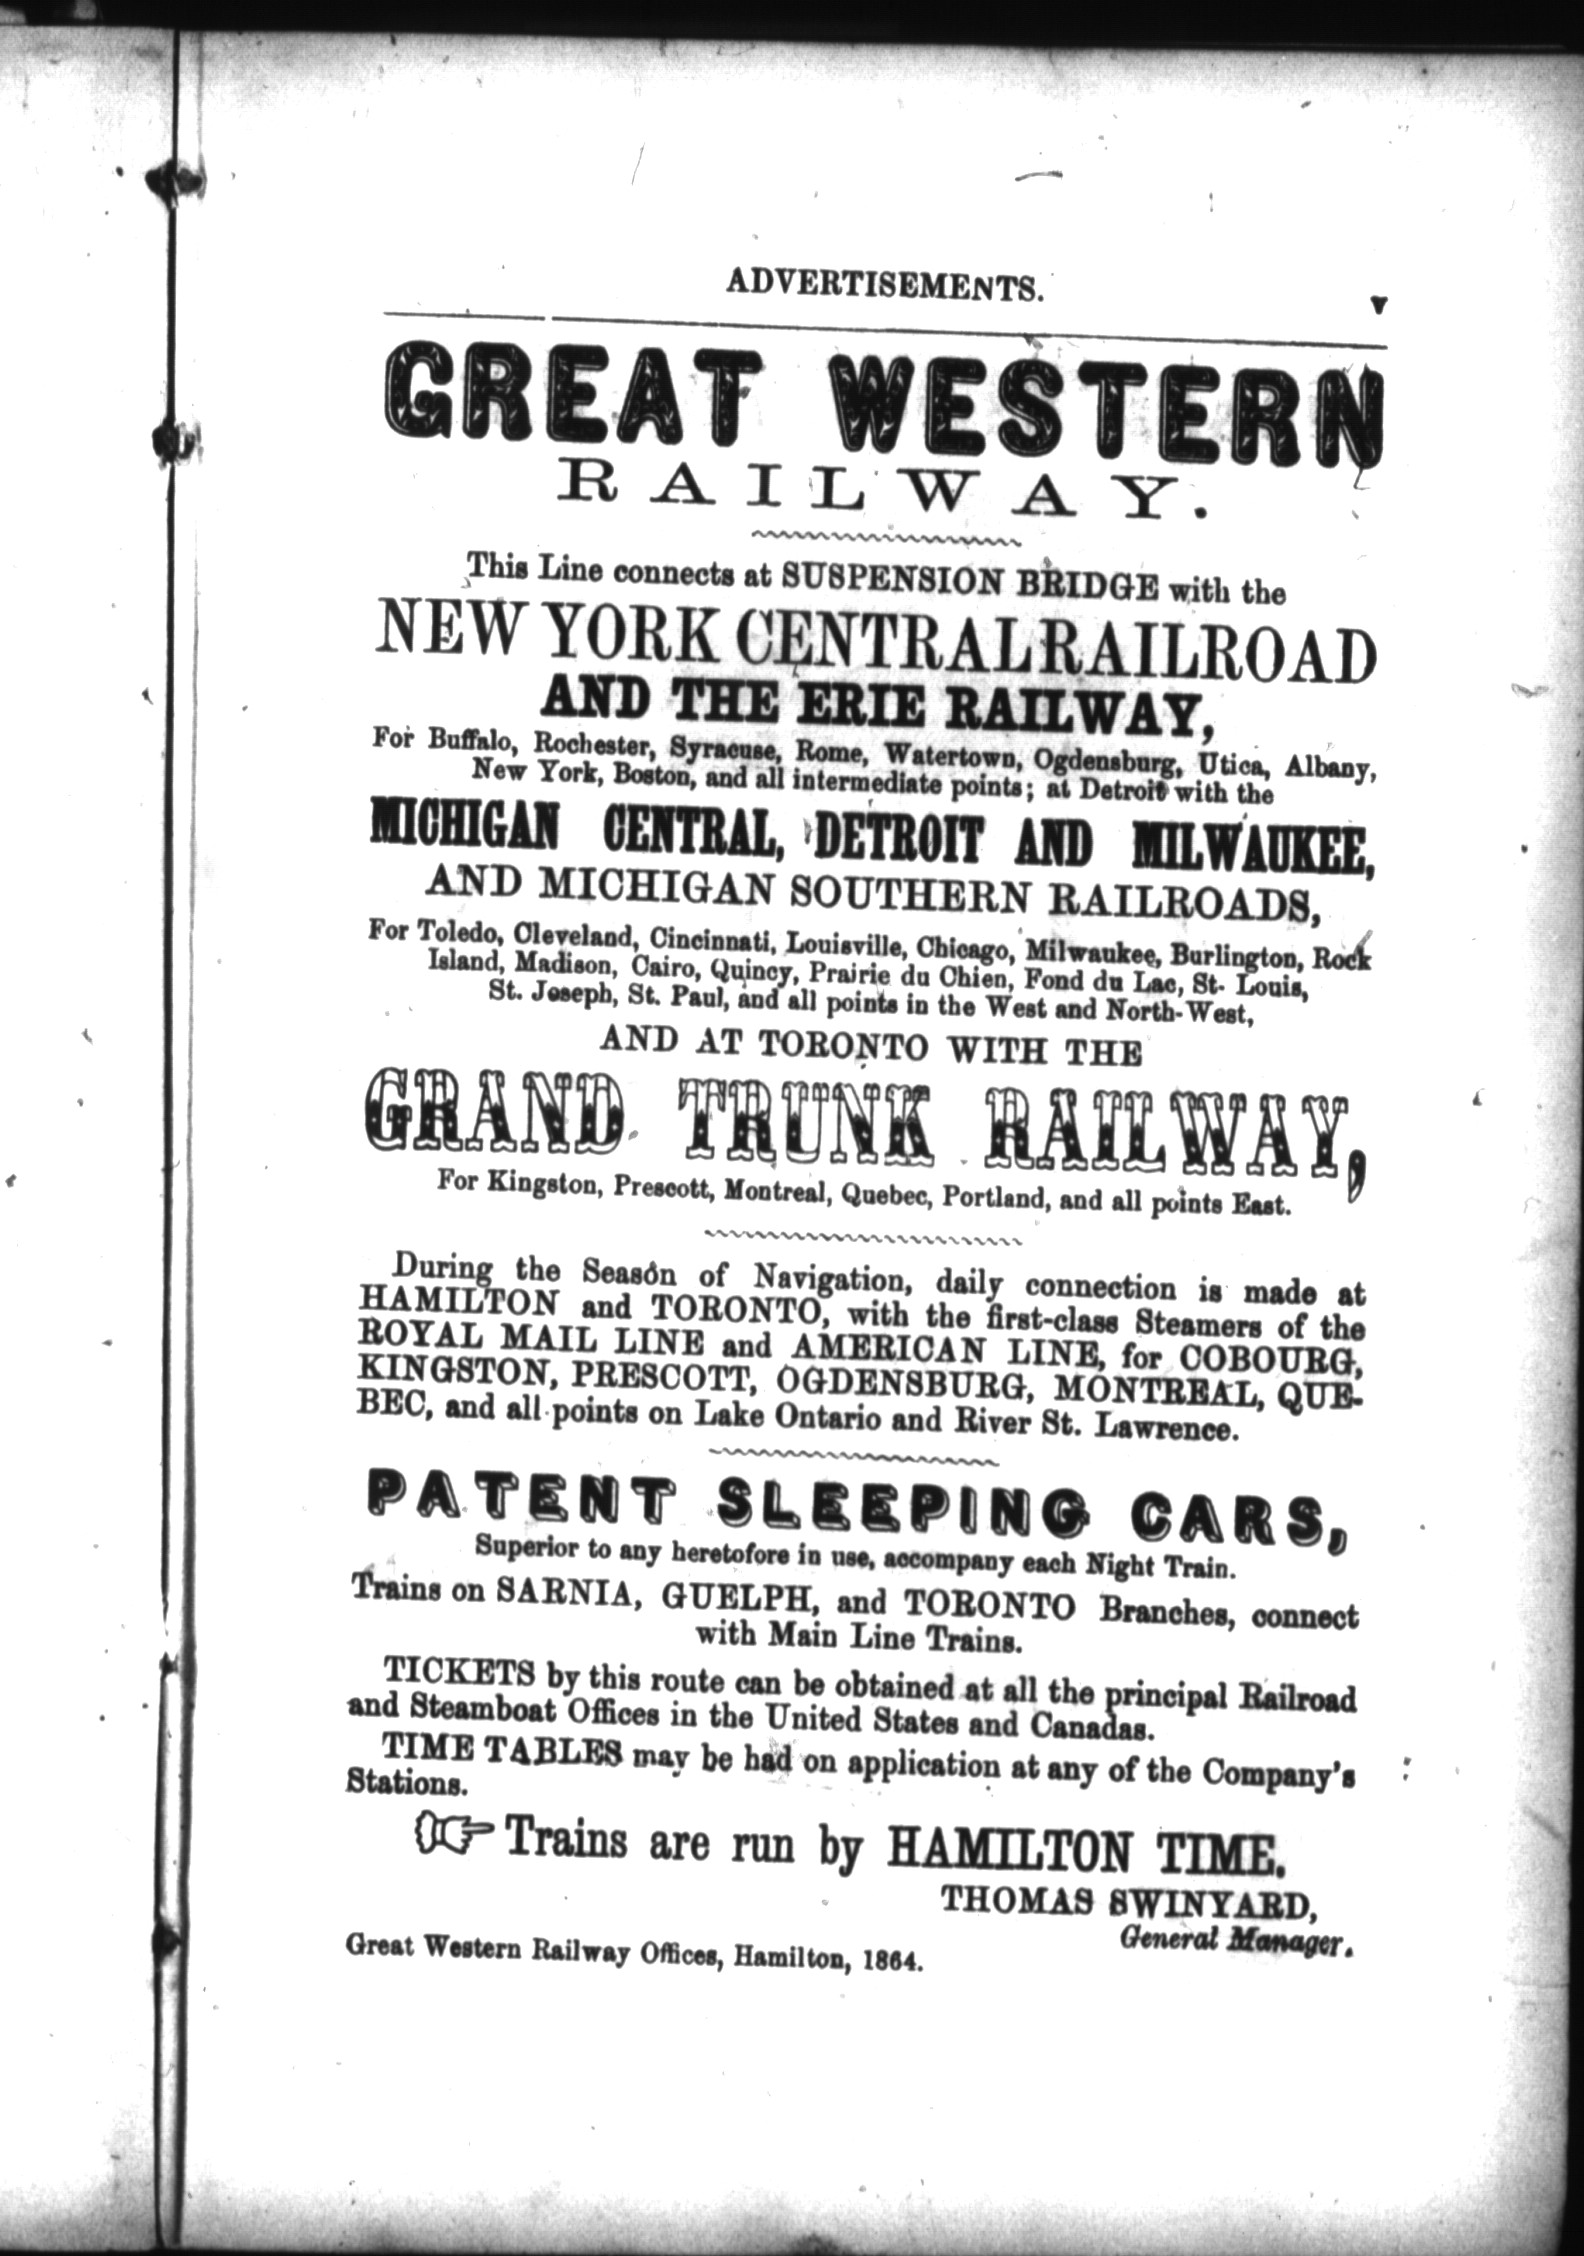 ADVERTISEMENTS. v
GREAT WESTERN
RAILWAY.
This Line connects at SUSPENSION BRIDGE with the
NEW YORK CENTRAL RAILROAD
AND THE ERIE RAILWAY,
For Buffalo, Rochester, Syracuse, Rome, Watertown, Ogdensburg, Utica, Albany,
New York, Boston, and all intermediate points; at Detroit with the
MICHIGAN CENTRAL, DETROIT AND MILWAUKEE,
AND MICHIGAN SOUTHERN RAILROADS,
For Toledo, Cleveland, Cincinnati, Louisville, Chicago, Milwaukee, Burlington, Rock
Island, Madison, Cairo, Quincy, Prairie du Chien, Fond du Lac, St. Louis,
St. Joseph, St. Paul, and all points in the West and North-West,
AND AT TORONTO WITH THE
GRAND TRUNK RAILWAY,
For Kingston, Prescott, Montreal, Quebec, Portland, and all points East.
During the Season of Navigation, daily connection is made at
HAMILTON and TORONTO, with the first-class Steamers of the
ROYAL MAIL LINE and AMERICAN LINE, for COBOURG,
KINGSTON, PRESCOTT, OGDENSBURG, MONTREAL, QUE-
BEC, and all points on Lake Ontario and River St. Lawrence.
PATENT SLEEPING CARS,
Superior to any heretofore in use, accompany each Night Train.
Trains on SARNIA, GUELPH, and TORONTO Branches, connect
with Main Line Trains.
TICKETS by this route can be obtained at all the principal Railroad
and Steamboat Offices in the United States and Canadas.
TIME TABLES may be had on application at any of the Company's
Stations.
☞ Trains are run by HAMILTON TIME.
THOMAS SWINYARD,
General Manager.
Great Western Railway Offices, Hamilton, 1864.